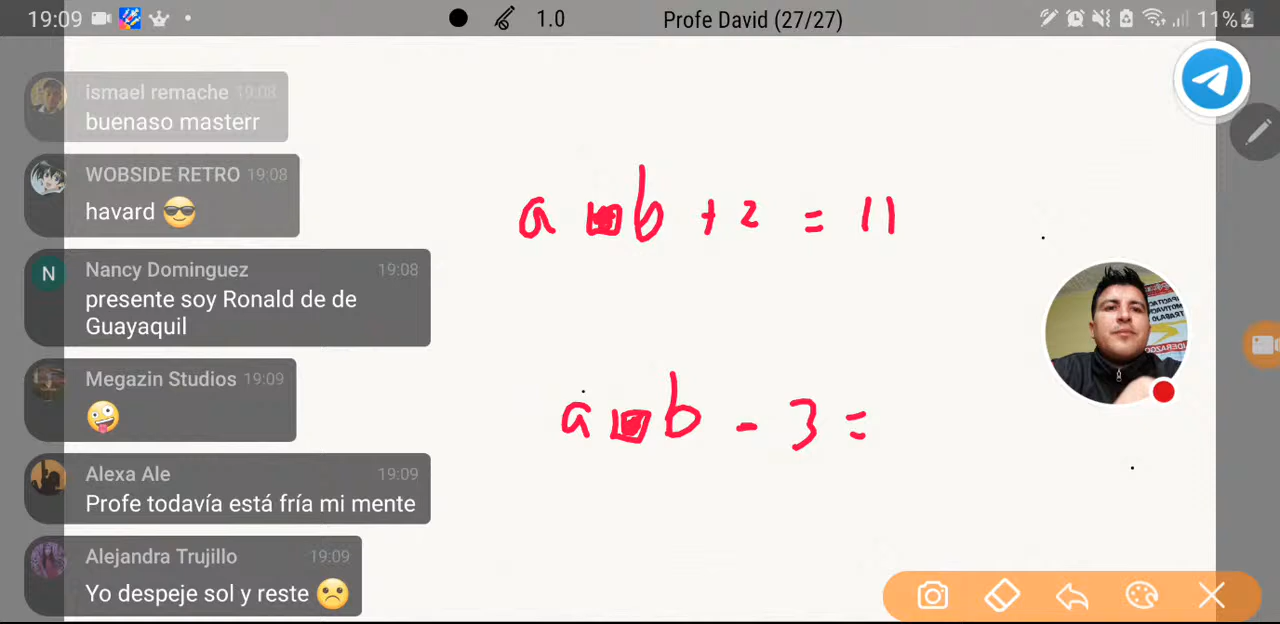 19:09
1.0
Profe David (27/27)
11%
ismael remache 19:08
buenaso masterr
WOBSIDE RETRO 19:08
havard 😎
N
Nancy Dominguez 19:08
presente soy Ronald de de
Guayaquil
Megazin Studios 19:09
🤪
Alexa Ale 19:09
Profe todavía está fría mi mente
Alejandra Trujillo 19:09
Yo despeje sol y reste ☹️
a b + 2 = 11
a b - 3 =